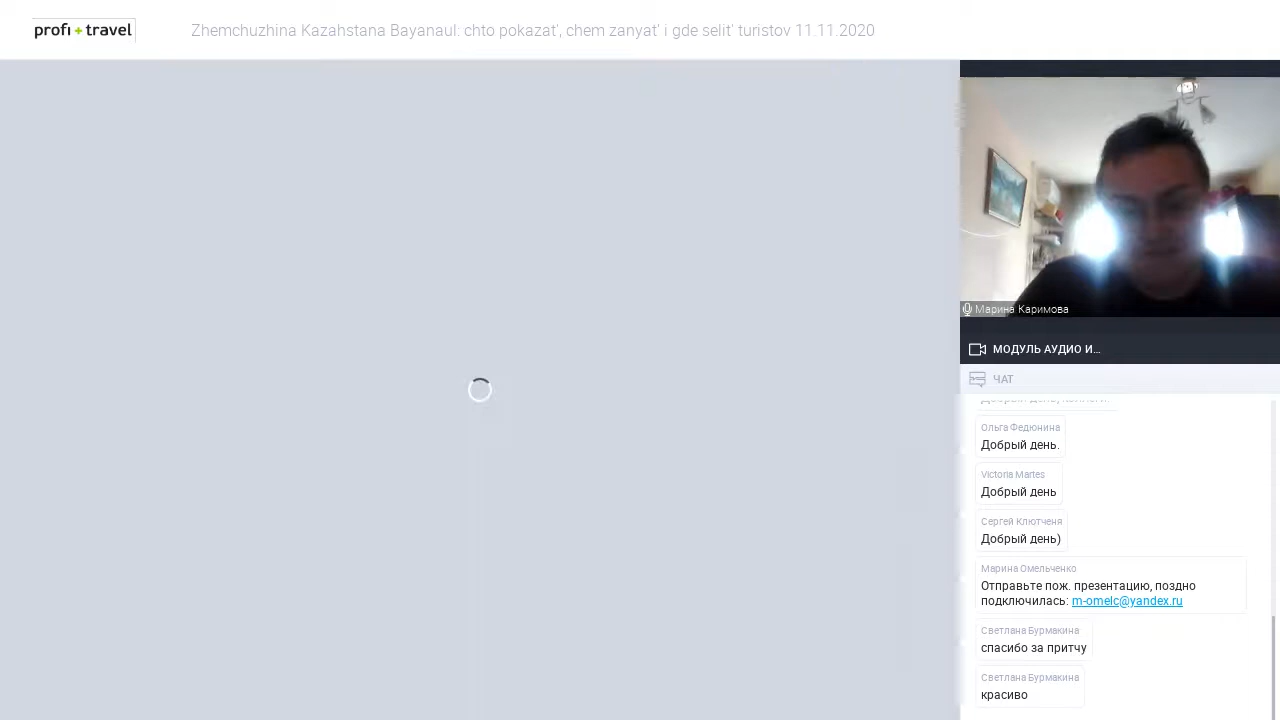 profi + travel
Zhemchuzhina Kazahstana Bayanaul: chto pokazat', chem zanyat' i gde selit' turistov 11.11.2020
Марина Каримова
МОДУЛЬ АУДИО И...
ЧАТ
Ольга Федюнина
Добрый день.
Victoria Martes
Добрый день
Сергей Клютченя
Добрый день)
Марина Омельченко
Отправьте пож. презентацию, поздно
подключилась: m-omelc@yandex.ru
Светлана Бурмакина
спасибо за притчу
Светлана Бурмакина
красиво